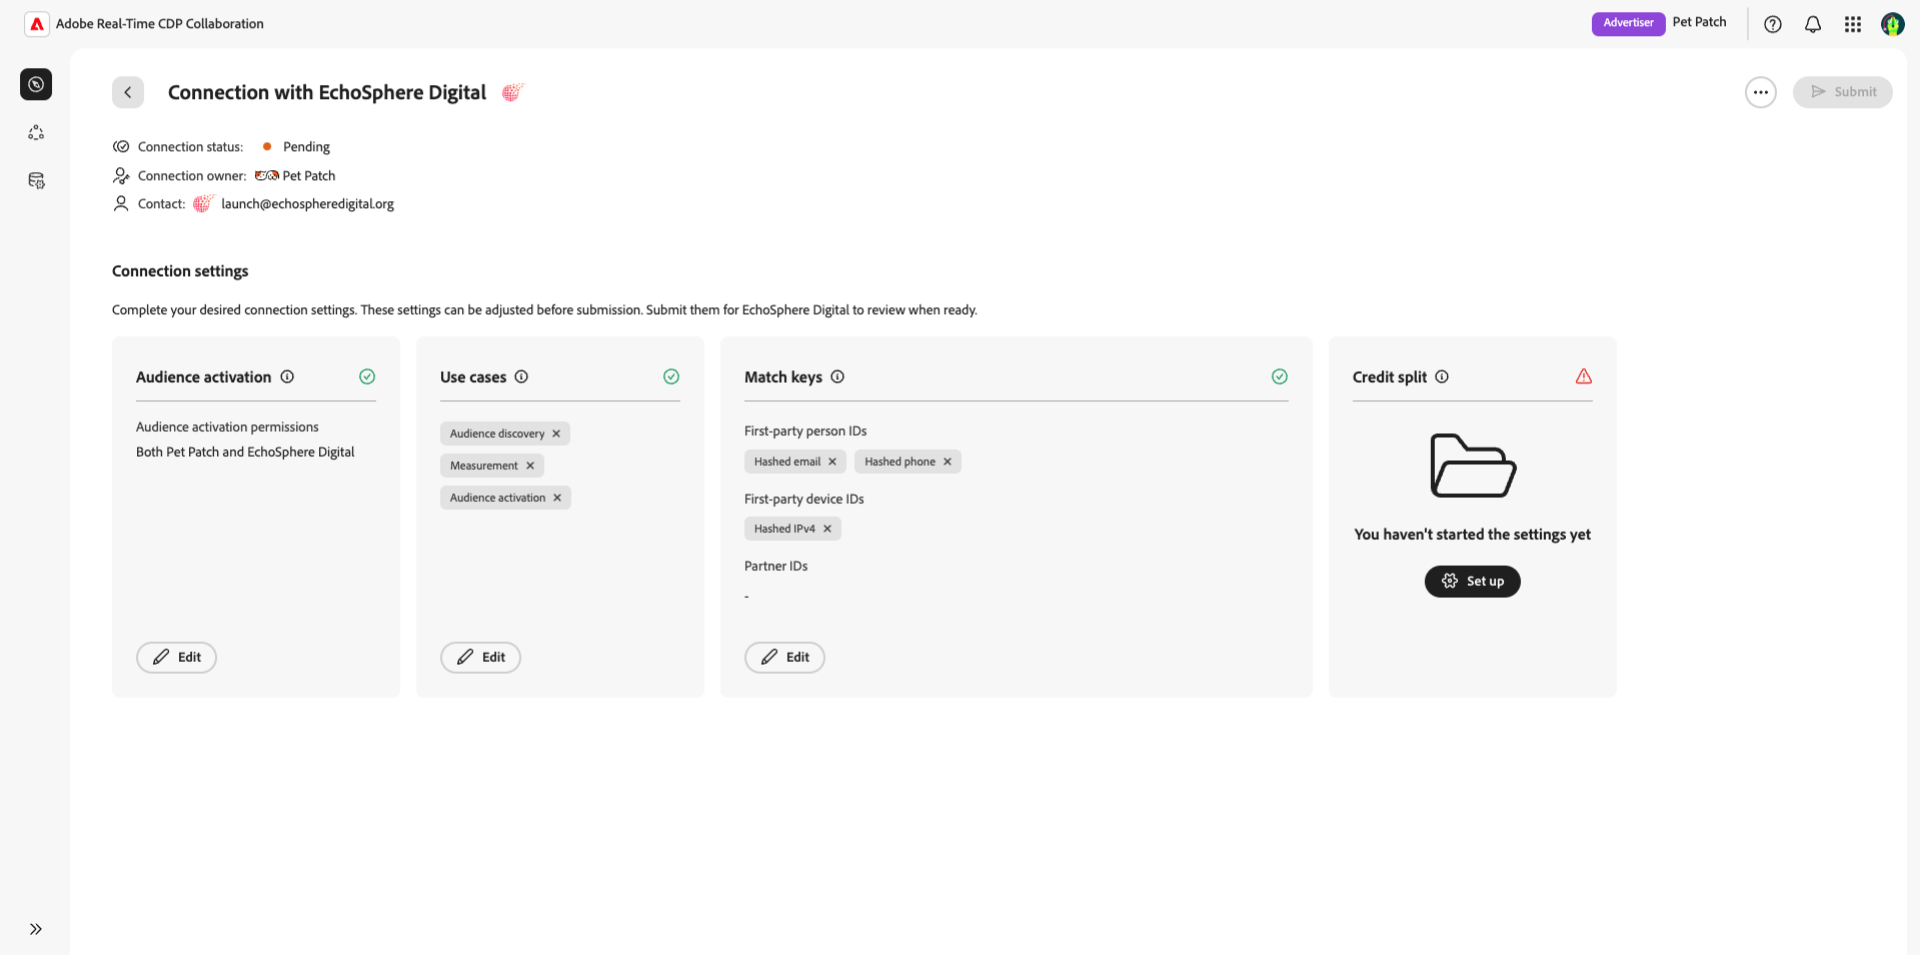 Adobe Real-Time CDP Collaboration
Advertiser Pet Patch
Connection with EchoSphere Digital
Submit
Connection status: Pending
Connection owner: Pet Patch
Contact: launch@echospheredigital.org
Connection settings
Complete your desired connection settings. These settings can be adjusted before submission. Submit them for EchoSphere Digital to review when ready.
Audience activation
Audience activation permissions
Both Pet Patch and EchoSphere Digital
Edit
Use cases
Audience discovery
Measurement
Audience activation
Edit
Match keys
First-party person IDs
Hashed email Hashed phone
First-party device IDs
Hashed IPv4
Partner IDs
-
Edit
Credit split
You haven't started the settings yet
Set up